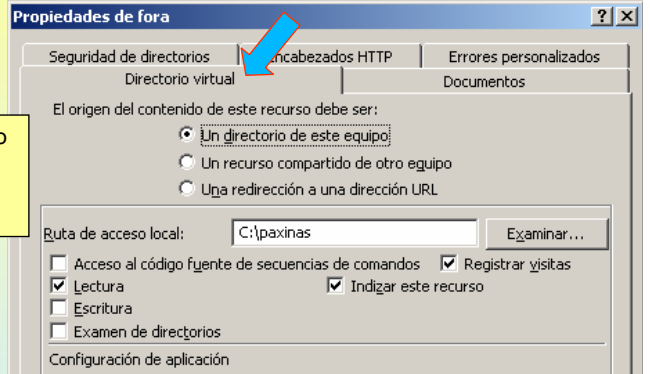 Propiedades de fora
Seguridad de directorios
Encabezados HTTP
Errores personalizados
Directorio virtual
Documentos
El origen del contenido de este recurso debe ser:
o
Un directorio de este equipo
Un recurso compartido de otro equipo
Una redirección a una dirección URL
Ruta de acceso local:
C:\paxinas
Examinar...
Acceso al código fuente de secuencias de comandos
Registrar visitas
Lectura
Indizar este recurso
Escritura
Examen de directorios
Configuración de aplicación